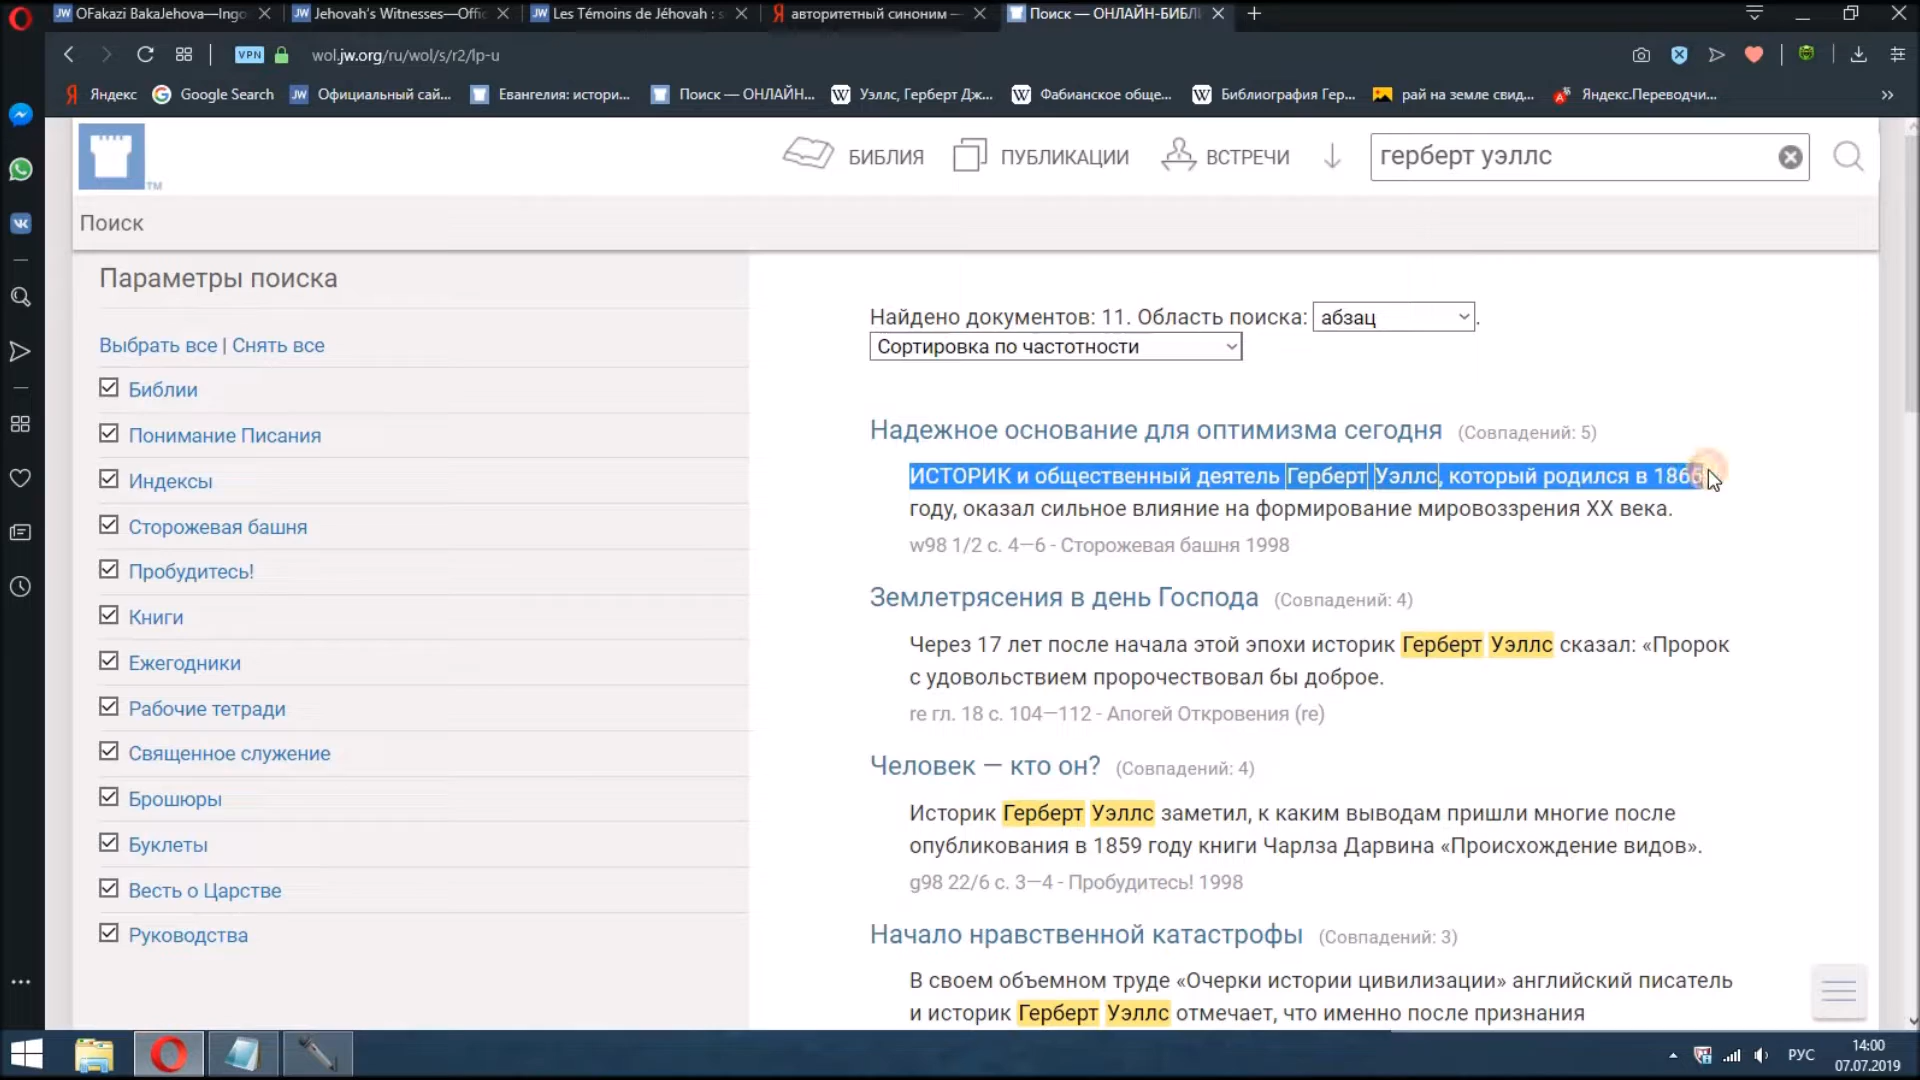 OFakazi BakaJehova—Ingo
Jehovah's Witnesses—Offic
Les Témoins de Jéhovah : s
авторитетный синоним —
Поиск — ОНЛАЙН-БИБЛ
VPN
wol.jw.org/ru/wol/s/r2/lp-u
Яндекс
Google Search
Официальный сай...
Евангелия: истори...
Поиск — ОНЛАЙН...
Уэллс, Герберт Дж...
Фабианское обще...
Библиография Гер...
рай на земле свид...
Яндекс.Переводчи...
БИБЛИЯ
ПУБЛИКАЦИИ
ВСТРЕЧИ
герберт уэллс
TM
Поиск
Параметры поиска
Выбрать все | Снять все
Библии
Понимание Писания
Индексы
Сторожевая башня
Пробудитесь!
Книги
Ежегодники
Рабочие тетради
Священное служение
Брошюры
Буклеты
Весть о Царстве
Руководства
Найдено документов: 11. Область поиска: абзац.
Сортировка по частотности
Надежное основание для оптимизма сегодня (Совпадений: 5)
ИСТОРИК и общественный деятель Герберт Уэллс, который родился в 1866
году, оказал сильное влияние на формирование мировоззрения XX века.
w98 1/2 с. 4—6 - Сторожевая башня 1998
Землетрясения в день Господа (Совпадений: 4)
Через 17 лет после начала этой эпохи историк Герберт Уэллс сказал: «Пророк
с удовольствием пророчествовал бы доброе.
re гл. 18 с. 104—112 - Апогей Откровения (re)
Человек — кто он? (Совпадений: 4)
Историк Герберт Уэллс заметил, к каким выводам пришли многие после
опубликования в 1859 году книги Чарлза Дарвина «Происхождение видов».
g98 22/6 с. 3—4 - Пробудитесь! 1998
Начало нравственной катастрофы (Совпадений: 3)
В своем объемном труде «Очерки истории цивилизации» английский писатель
и историк Герберт Уэллс отмечает, что именно после признания
РУС
14:00
07.07.2019